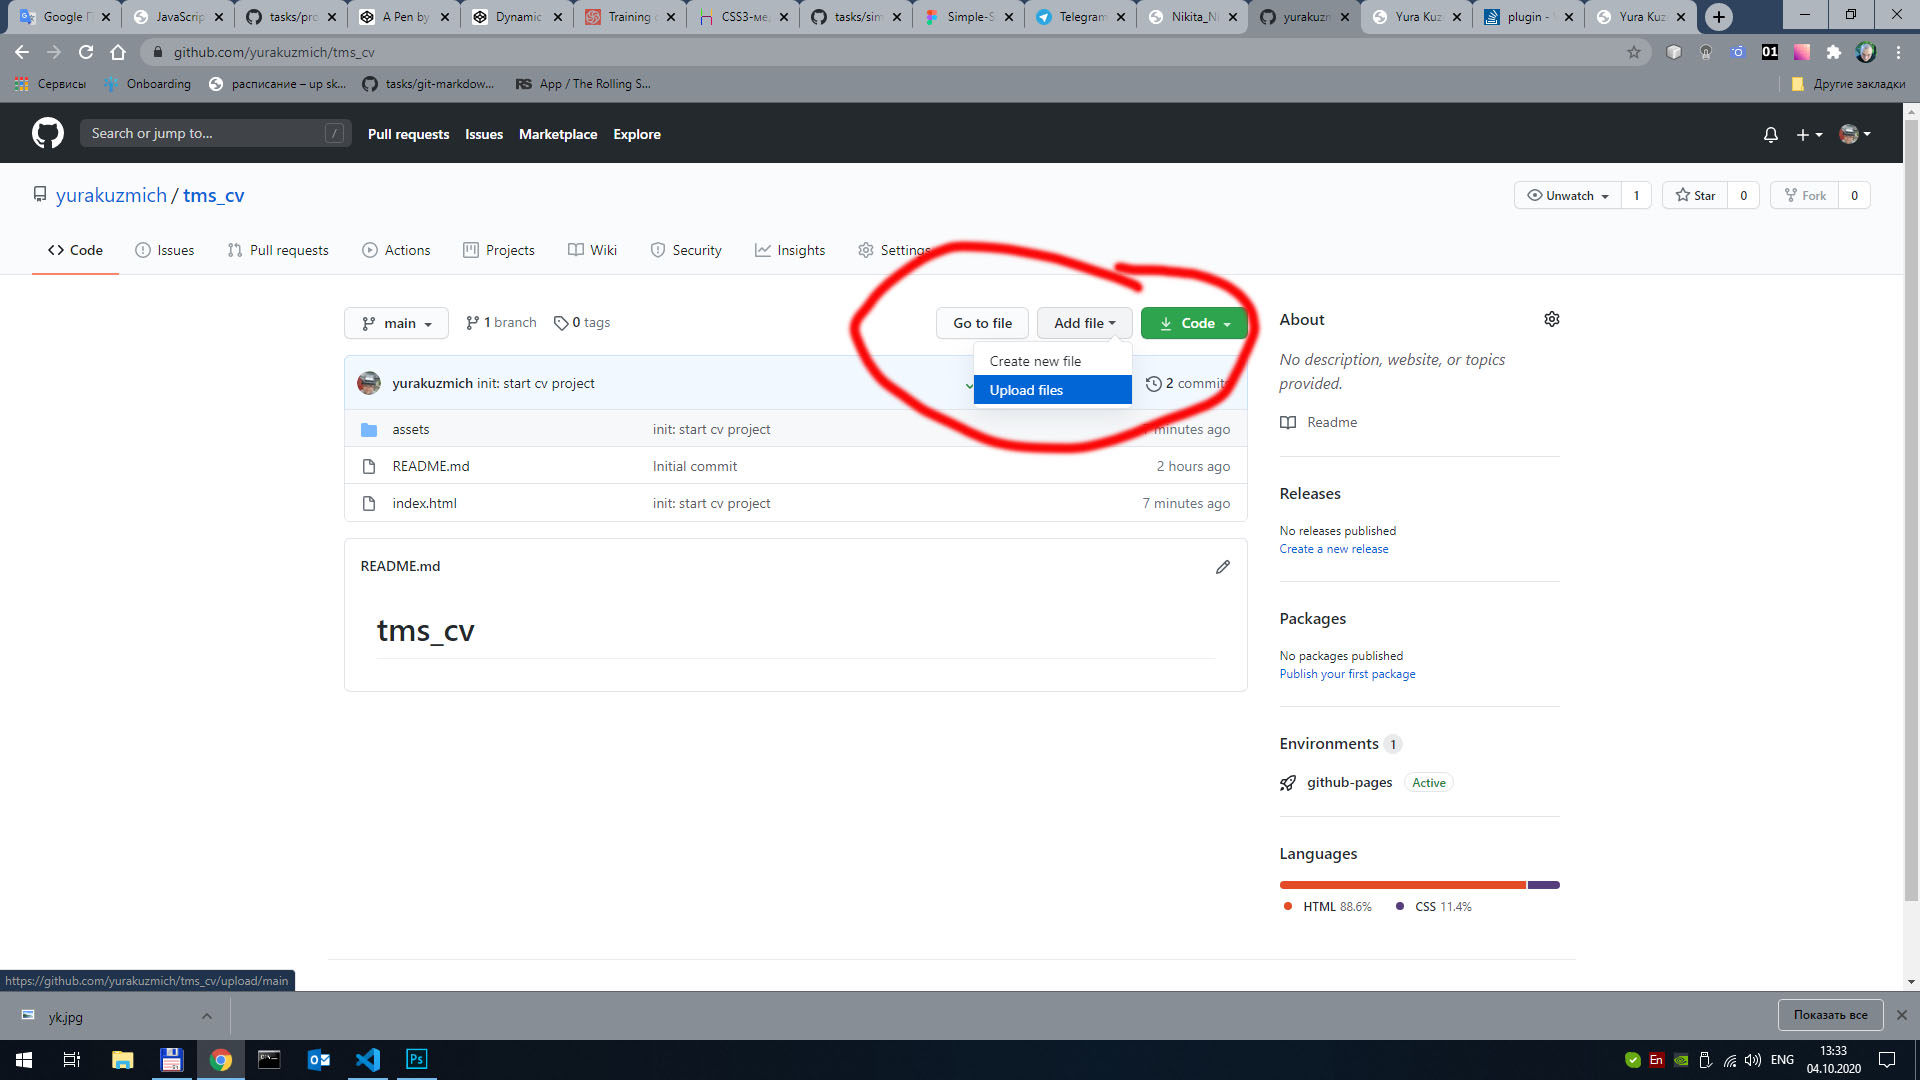 Google П
JavaScrip
tasks/pro
A Pen by
Dynamic
Training c
CSS3-ме
tasks/sim
Simple-S
Telegram
Nikita_Ni
yurakuzm
Yura Kuz
plugin -
Yura Kuz
github.com/yurakuzmich/tms_cv
01
Сервисы
Onboarding
расписание – up sk...
tasks/git-markdow...
RS
App / The Rolling S...
Другие закладки
Search or jump to...
/
Pull requests
Issues
Marketplace
Explore
yurakuzmich / tms_cv
Unwatch
1
Star
0
Fork
0
Code
Issues
Pull requests
Actions
Projects
Wiki
Security
Insights
Settings
main
1 branch
0 tags
Go to file
Add file
Code
Create new file
Upload files
yurakuzmich init: start cv project
2 commits
assets
init: start cv project
7 minutes ago
README.md
Initial commit
2 hours ago
index.html
init: start cv project
7 minutes ago
README.md
tms_cv
About
No description, website, or topics
provided.
Readme
Releases
No releases published
Create a new release
Packages
No packages published
Publish your first package
Environments 1
github-pages
Active
Languages
HTML 88.6%
CSS 11.4%
https://github.com/yurakuzmich/tms_cv/upload/main
yk.jpg
Показать все
Ps
En
ENG
13:33
04.10.2020